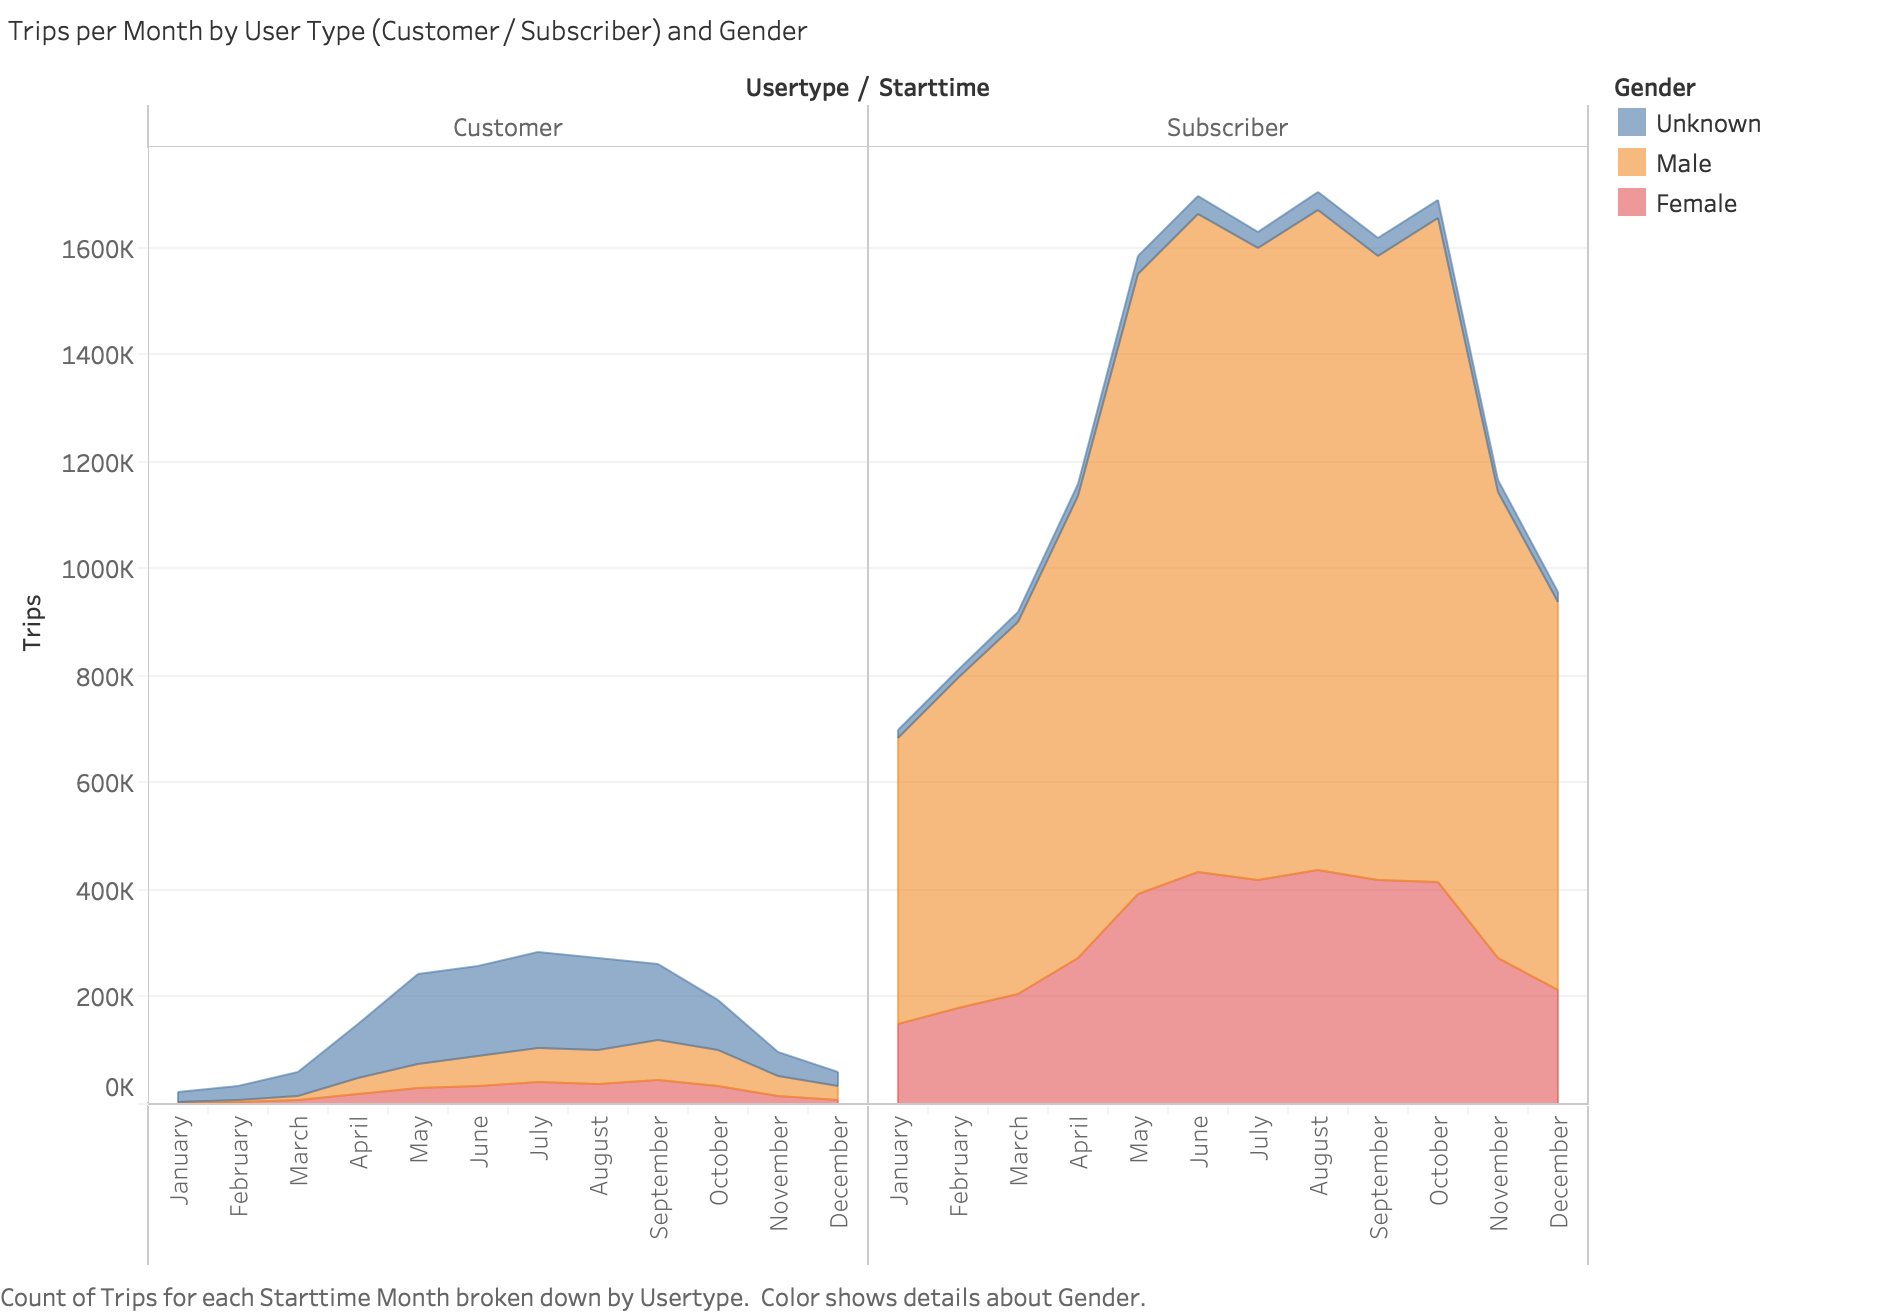 Trips per Month by User Type (Customer / Subscriber) and Gender
Usertype / Starttime
Customer
Subscriber
Gender
Unknown
Male
Female
Trips
1600K
1400K
1200K
1000K
800K
600K
400K
200K
0K
January
February
March
April
May
June
July
August
September
October
November
December
January
February
March
April
May
June
July
August
September
October
November
December
Count of Trips for each Starttime Month broken down by Usertype.  Color shows details about Gender.